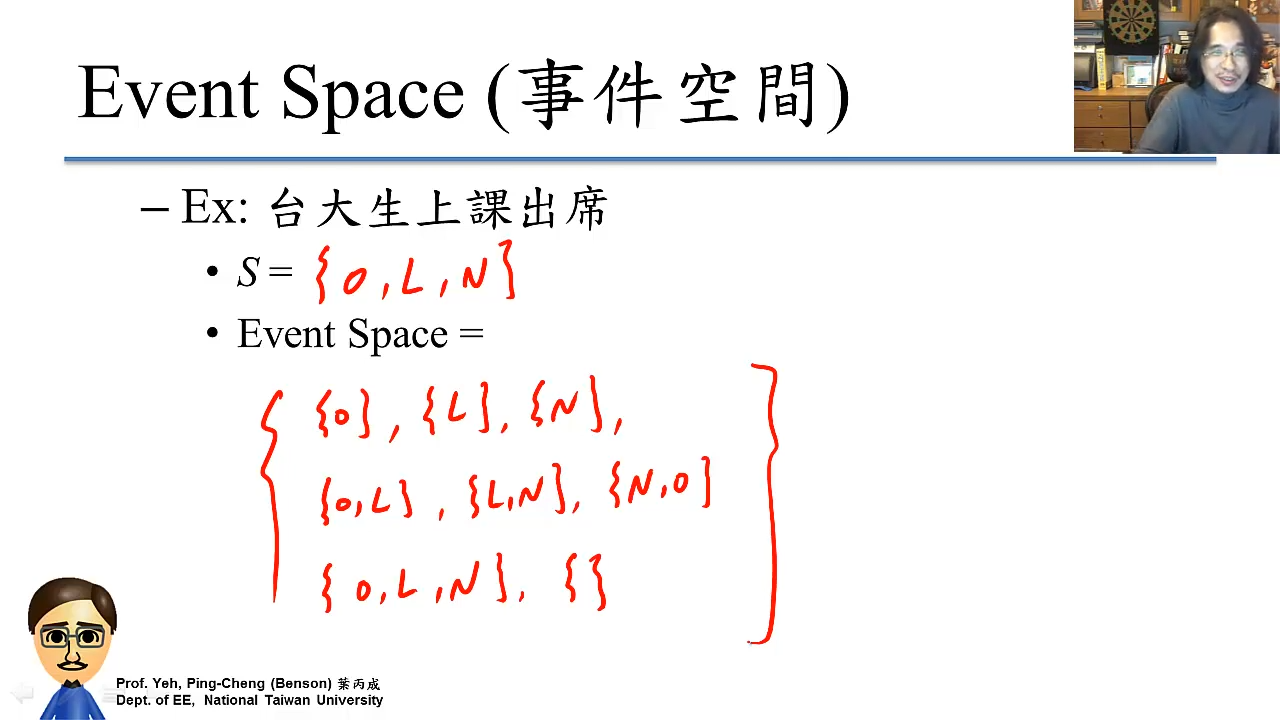 Event Space (事件空間)
– Ex: 台大生上課出席
• S = {O, L, N}
• Event Space =
{ {O}, {L}, {N},
{O,L}, {L,N}, {N,O}
{O,L,N}, {} }
Prof. Yeh, Ping-Cheng (Benson) 葉丙成
Dept. of EE, National Taiwan University